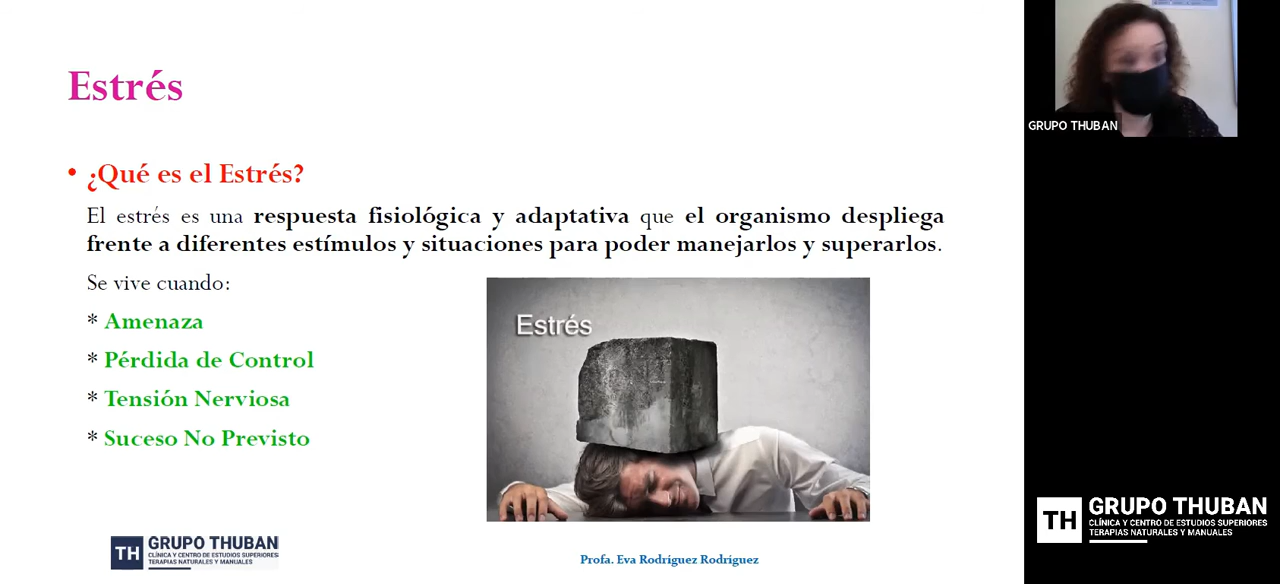 Estrés
• ¿Qué es el Estrés?
El estrés es una respuesta fisiológica y adaptativa que el organismo despliega
frente a diferentes estímulos y situaciones para poder manejarlos y superarlos.
Se vive cuando:
* Amenaza
* Pérdida de Control
* Tensión Nerviosa
* Suceso No Previsto
Estrés
TH GRUPO THUBAN
CLÍNICA Y CENTRO DE ESTUDIOS SUPERIORES
TERAPIAS NATURALES Y MANUALES
Profa. Eva Rodríguez Rodríguez
GRUPO THUBAN
TH GRUPO THUBAN
CLÍNICA Y CENTRO DE ESTUDIOS SUPERIORES
TERAPIAS NATURALES Y MANUALES